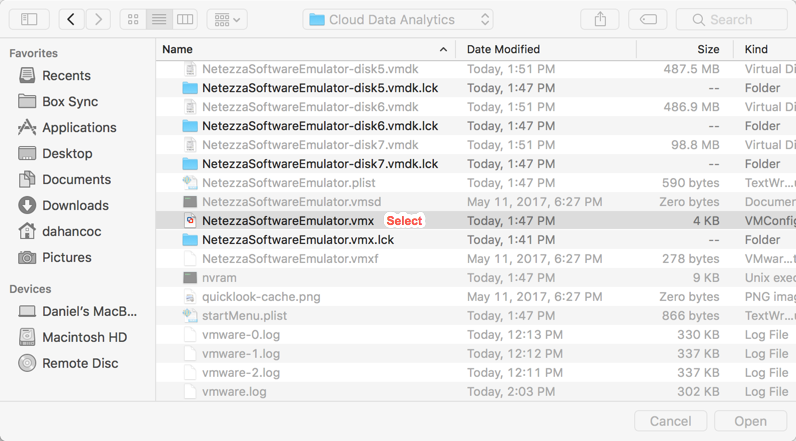 Cloud Data Analytics
Search
Favorites
Recents
Box Sync
Applications
Desktop
Documents
Downloads
dahancoc
Pictures
Devices
Daniel's MacB...
Macintosh HD
Remote Disc
Name Date Modified Size Kind
NetezzaSoftwareEmulator-disk5.vmdk Today, 1:51 PM 487.5 MB Virtual Di
NetezzaSoftwareEmulator-disk5.vmdk.lck Today, 1:47 PM -- Folder
NetezzaSoftwareEmulator-disk6.vmdk Today, 1:51 PM 486.9 MB Virtual Di
NetezzaSoftwareEmulator-disk6.vmdk.lck Today, 1:47 PM -- Folder
NetezzaSoftwareEmulator-disk7.vmdk Today, 1:51 PM 98.8 MB Virtual Di
NetezzaSoftwareEmulator-disk7.vmdk.lck Today, 1:47 PM -- Folder
NetezzaSoftwareEmulator.plist Today, 1:47 PM 590 bytes TextWr
NetezzaSoftwareEmulator.vmsd May 11, 2017, 6:27 PM Zero bytes Docume
NetezzaSoftwareEmulator.vmx Select Today, 1:47 PM 4 KB VMConfig
NetezzaSoftwareEmulator.vmx.lck Today, 1:41 PM -- Folder
NetezzaSoftwareEmulator.vmxf May 11, 2017, 6:27 PM 278 bytes VMwar...t
nvram Today, 1:47 PM 9 KB Unix exec
quicklook-cache.png May 11, 2017, 6:27 PM Zero bytes PNG imag
startMenu.plist Today, 1:47 PM 866 bytes TextWr
vmware-0.log Today, 12:13 PM 330 KB Log File
vmware-1.log Today, 12:12 PM 337 KB Log File
vmware-2.log Today, 12:11 PM 337 KB Log File
vmware.log Today, 2:03 PM 302 KB Log File
Cancel Open